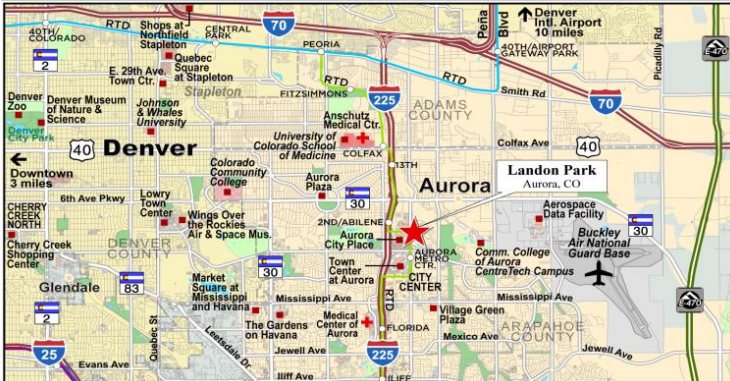 40TH/
COLORADO
RTD
Shops at
Northfield
Stapleton
CENTRAL
PARK
70
PEORIA
Peña
Blvd
Denver
Intl. Airport
10 miles
Picadilly Rd
E-470
COLORADO
2
Quebec
Square
at Stapleton
E. 29th Ave.
Town Ctr.
Stapleton
RTD
FITZSIMMONS
225
RTD
40TH/AIRPORT
GATEWAY PARK
Smith Rd
70
ADAMS
COUNTY
Denver
Zoo
Denver Museum
of Nature &
Science
Denver
City Park
Johnson
& Whales
University
Anschutz
Medical Ctr.
University of
Colorado School
of Medicine
COLFAX
Colfax Ave
40
40
Denver
Downtown
3 miles
Colorado
Community
College
13TH
Landon Park
Aurora, CO
Aurora
Aurora
Plaza
6th Ave Pkwy
30
Lowry
Town
Center
Wings Over
the Rockies
Air & Space Mus.
2ND/ABILENE
Aerospace
Data Facility
30
CHERRY
CREEK
NORTH
Cherry Creek
Shopping
Center
DENVER
COUNTY
Aurora
City Place
AURORA
METRO
CTR.
Comm. College
of Aurora
CentreTech Campus
Buckley
Air National
Guard Base
Town
Center
at Aurora
CITY
CENTER
30
83
Glendale
Market
Square at
Mississippi
and Havana
Mississippi Ave
Mississippi Ave
RTD
E-470
2
Quebec St
Leetsdale Dr
The Gardens
on Havana
Medical
Center of
Aurora
FLORIDA
Village Green
Plaza
Mexico Ave
ARAPAHOE
COUNTY
25
Evans Ave
Jewell Ave
Iliff Ave
225
ILIFF
Jewell Ave